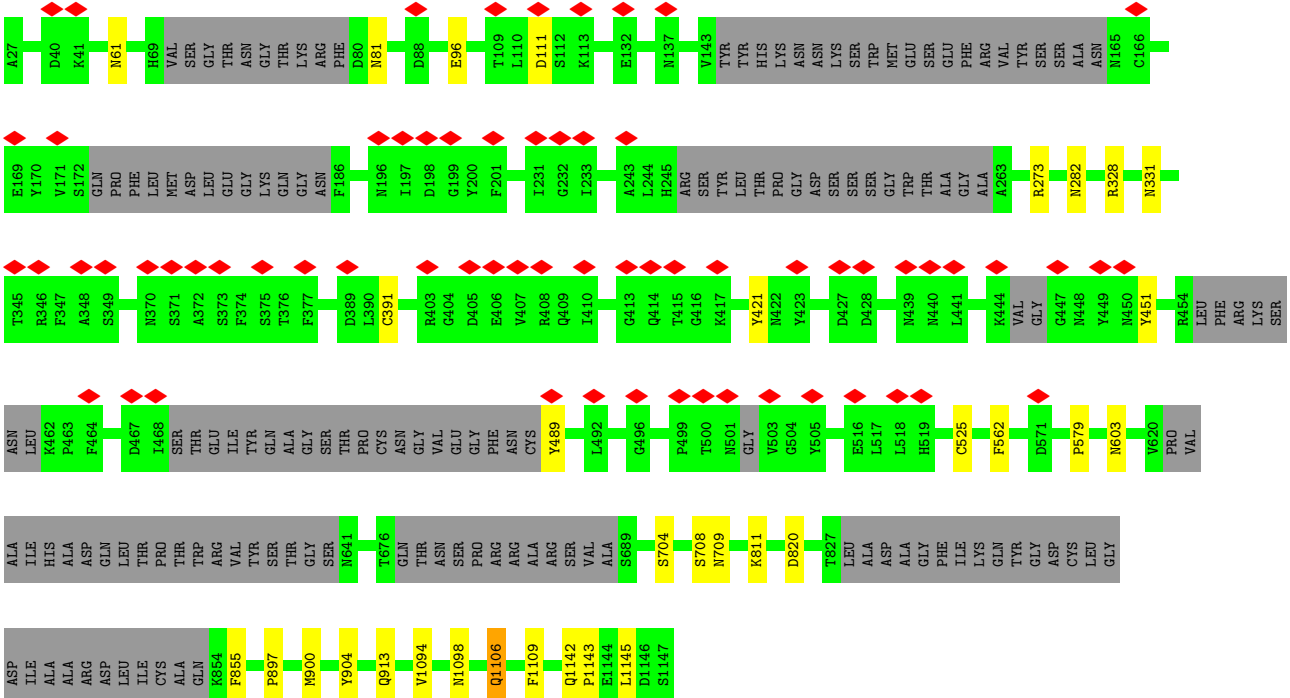 A27 D40 K41 N61 H69 VAL SER GLY THR ASN GLY THR LYS ARG PHE D80 N81 D88 E96 T109 L110 D111 S112 K113 E132 N137 V143 TYR TYR HIS LYS ASN ASN LYS SER TRP MET GLU SER GLU PHE ARG VAL TYR SER SER ALA ASN N165 C166
E169 Y170 V171 S172 GLN PRO PHE LEU MET ASP LEU GLU GLY LYS GLN GLY ASN F186 N196 I197 D198 G199 Y200 F201 I231 G232 I233 A243 L244 H245 ARG SER TYR LEU THR PRO GLY ASP SER SER SER GLY TRP THR ALA GLY ALA A263 R273 N282 R328 N331
T345 R346 F347 A348 S349 N370 S371 A372 S373 F374 S375 T376 F377 D389 L390 C391 R403 G404 D405 E406 V407 R408 Q409 I410 G413 Q414 T415 G416 K417 Y421 N422 Y423 D427 D428 N439 N440 L441 K444 VAL GLY G447 N448 Y449 N450 Y451 R454 LEU PHE ARG LYS SER
ASN LEU K462 P463 F464 D467 I468 SER THR GLU ILE TYR GLN ALA GLY SER THR PRO CYS ASN GLY VAL GLU GLY PHE ASN CYS Y489 L492 G496 P499 T500 N501 GLY V503 G504 Y505 E516 L517 L518 H519 C525 F562 D571 P579 N603 V620 PRO VAL
ALA ILE HIS ALA ASP GLN LEU THR PRO THR TRP ARG VAL TYR SER THR GLY SER N641 T676 GLN THR ASN SER PRO ARG ARG ALA ARG SER VAL ALA S689 S704 S708 N709 K811 D820 T827 LEU ALA ASP ALA GLY PHE ILE LYS GLN TYR GLY ASP CYS LEU GLY
ASP ILE ALA ALA ARG ASP LEU ILE CYS ALA GLN K854 F855 P897 M900 Y904 Q913 V1094 N1098 Q1106 F1109 Q1142 P1143 E1144 L1145 D1146 S1147